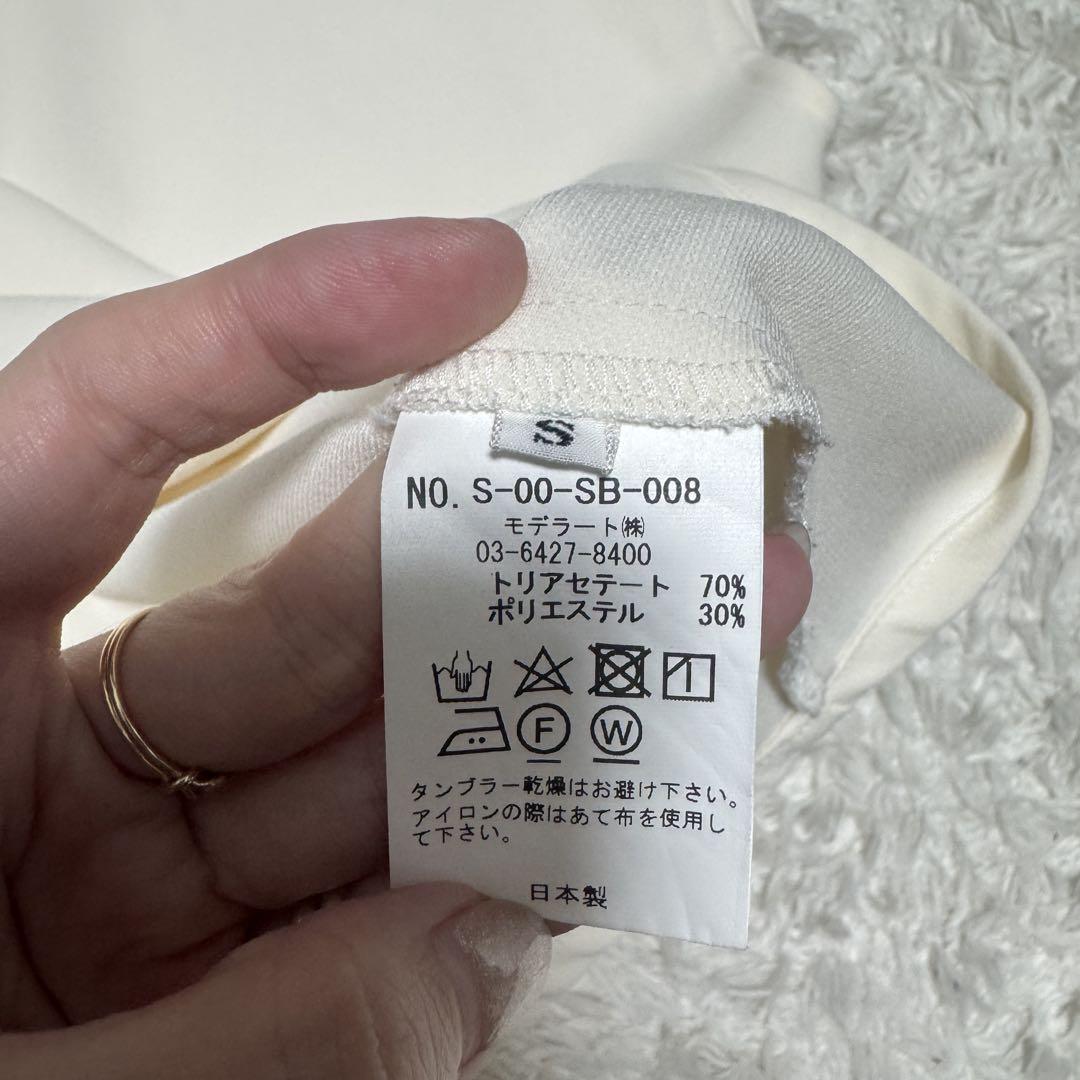 S
NO. S-00-SB-008
モデラート㈱
03-6427-8400
トリアセテート 70%
ポリエステル 30%
F W
タンブラー乾燥はお避け下さい。
アイロンの際はあて布を使用し
て下さい。
日本製